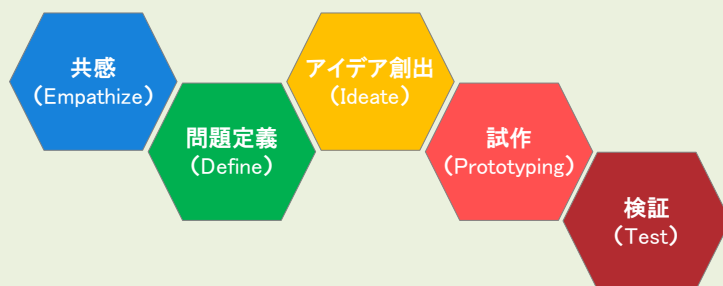 共感
（Empathize）
問題定義
（Define）
アイデア創出
（Ideate）
試作
（Prototyping）
検証
（Test）